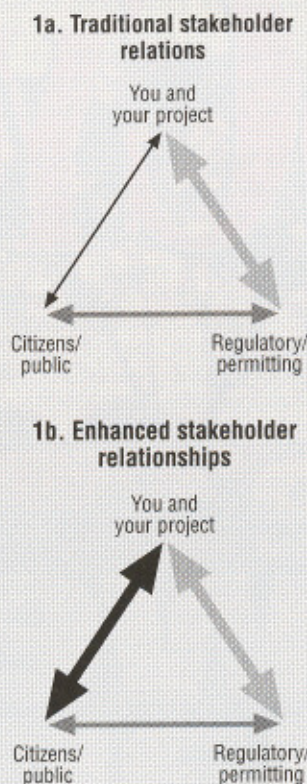 1a. Traditional stakeholder
relations
You and
your project
Citizens/
public
Regulatory/
permitting
1b. Enhanced stakeholder
relationships
You and
your project
Citizens/
public
Regulatory/
permitting